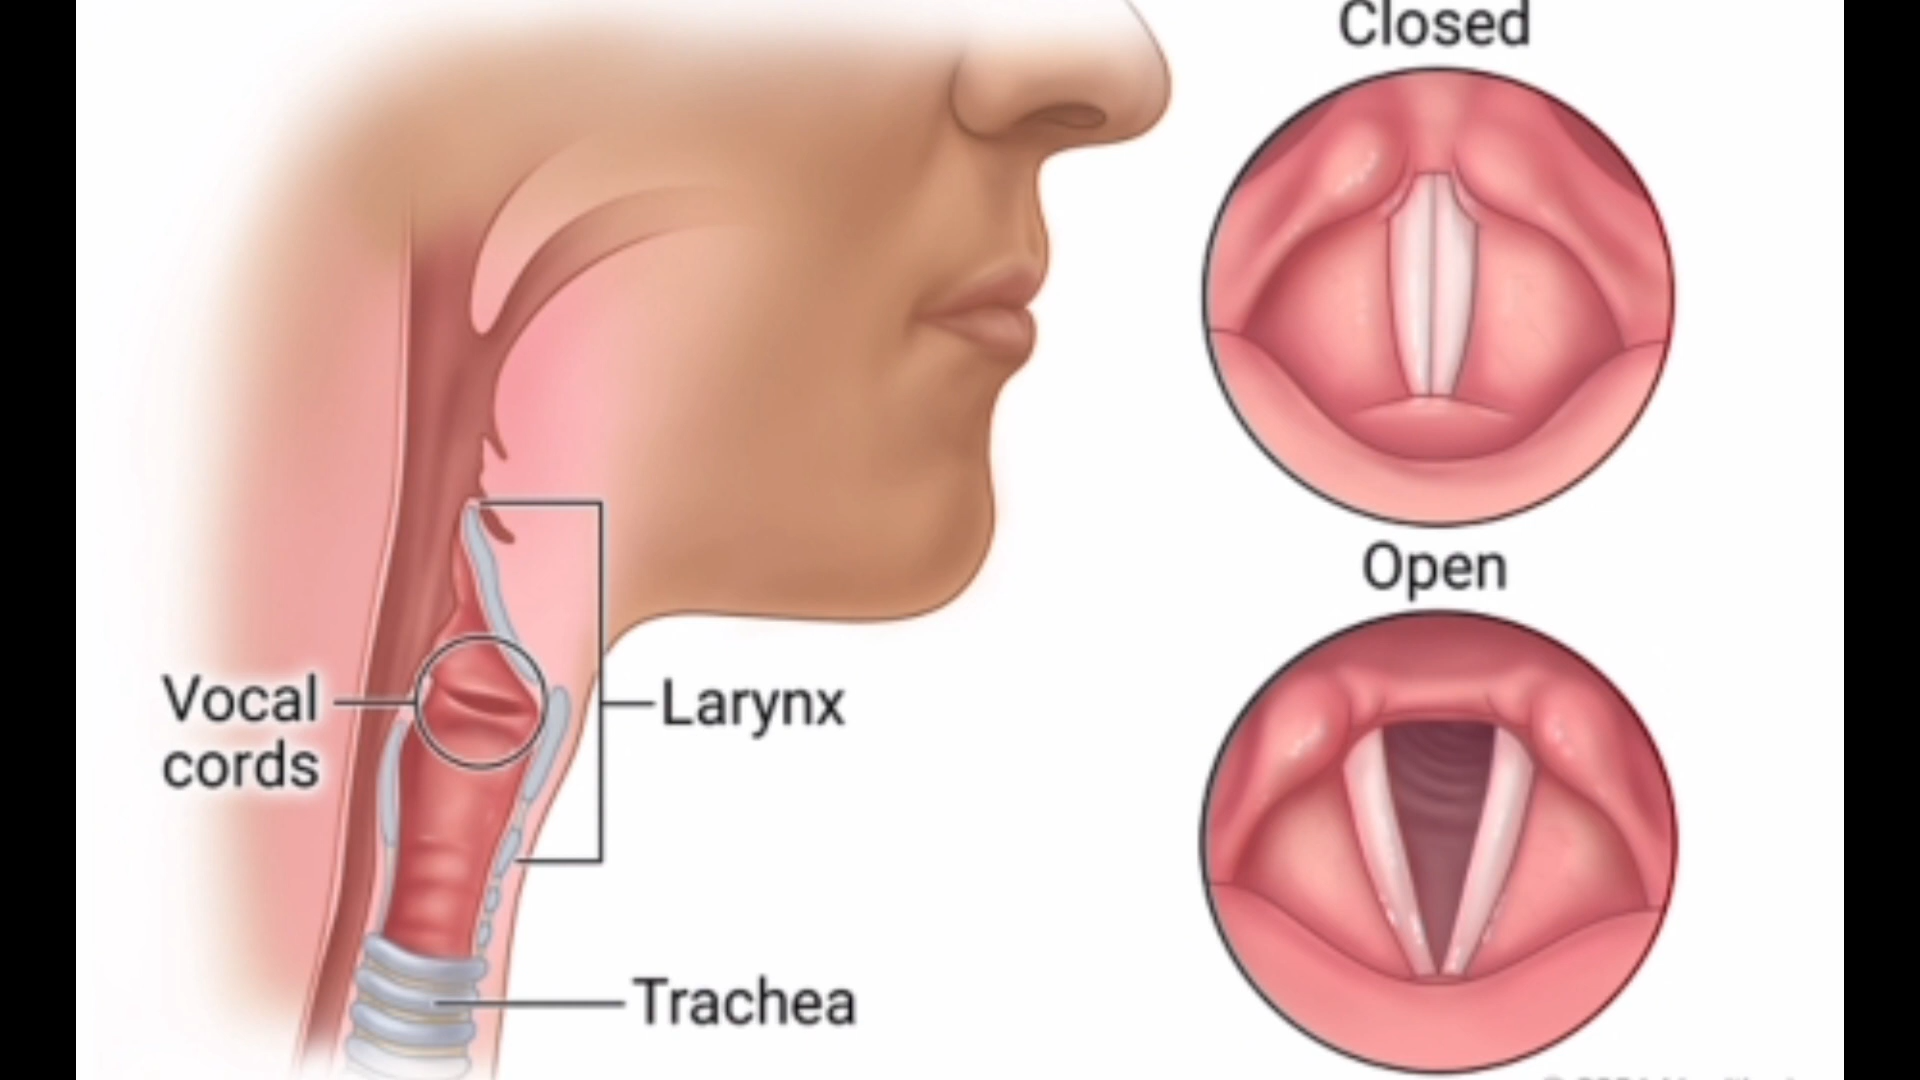 Closed
Open
Vocal
cords
Larynx
Trachea